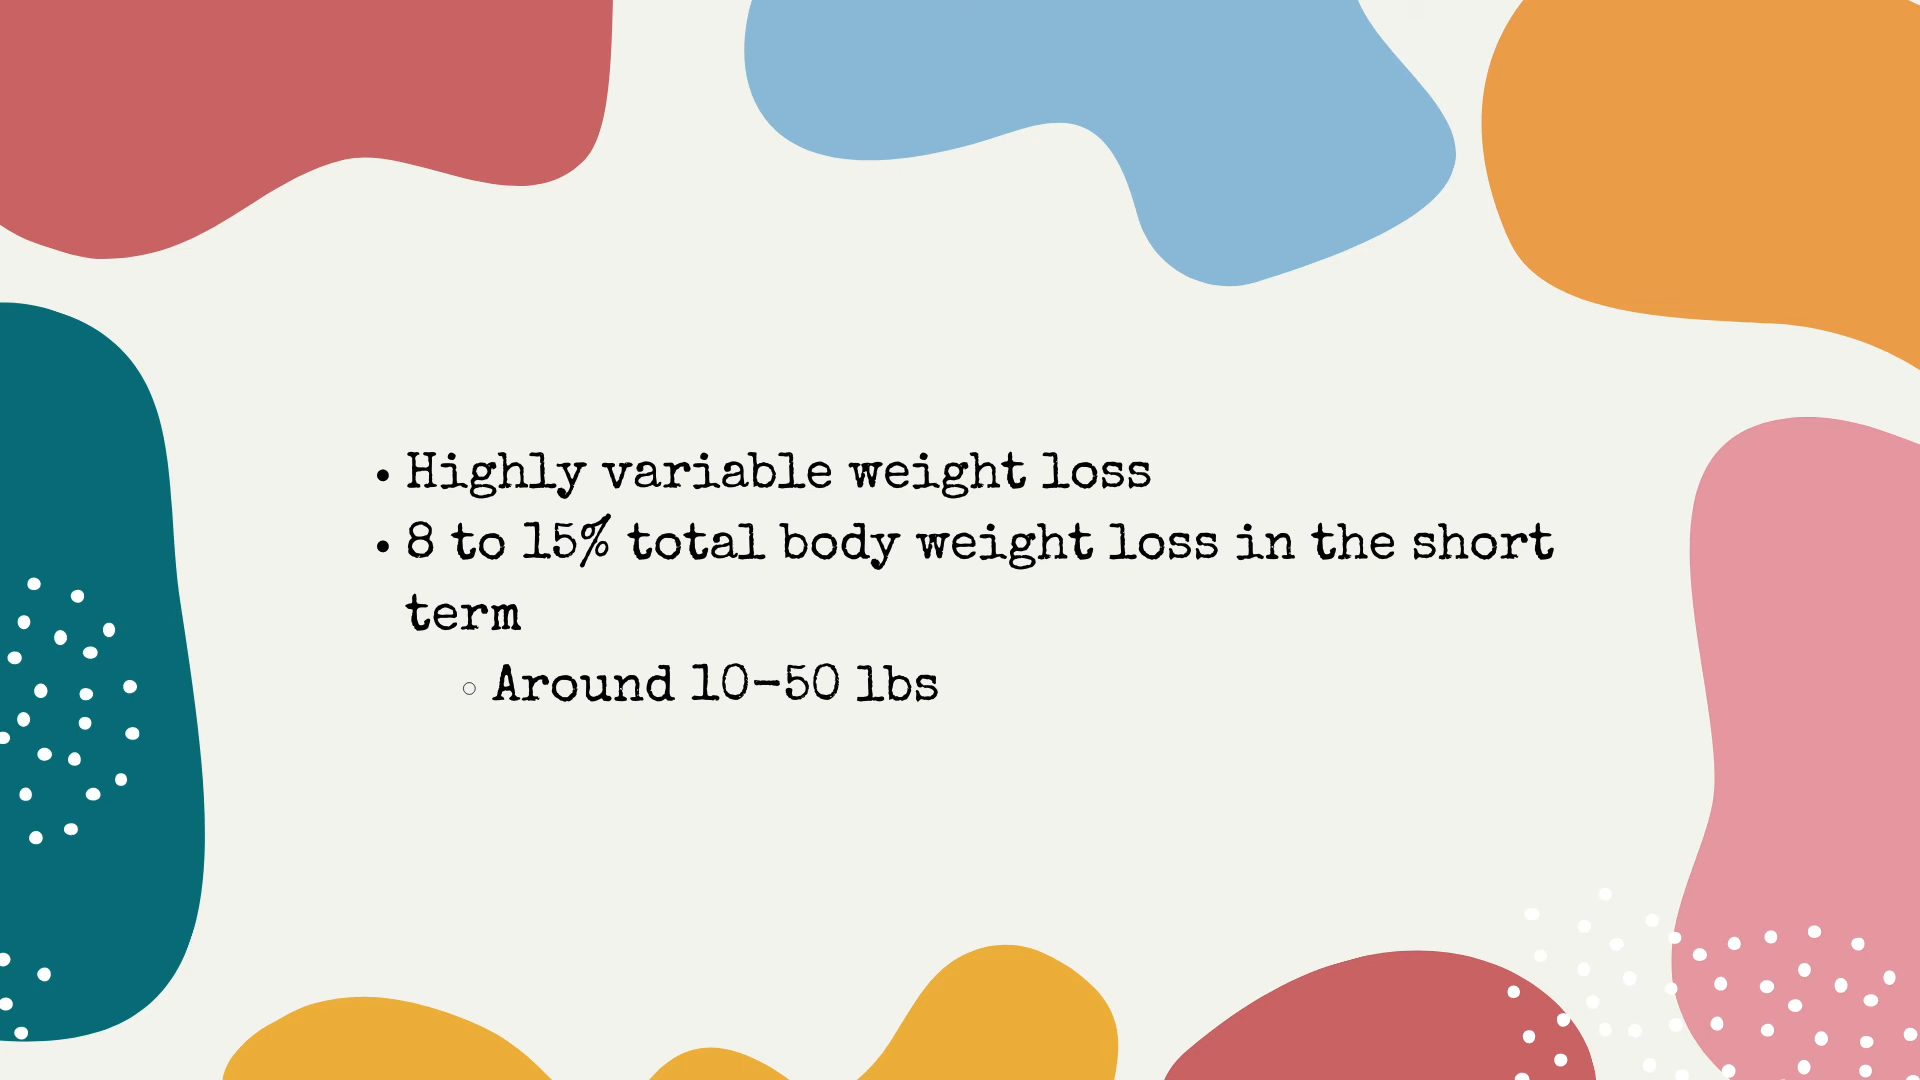 • Highly variable weight loss
• 8 to 15% total body weight loss in the short
term
◦ Around 10-50 lbs